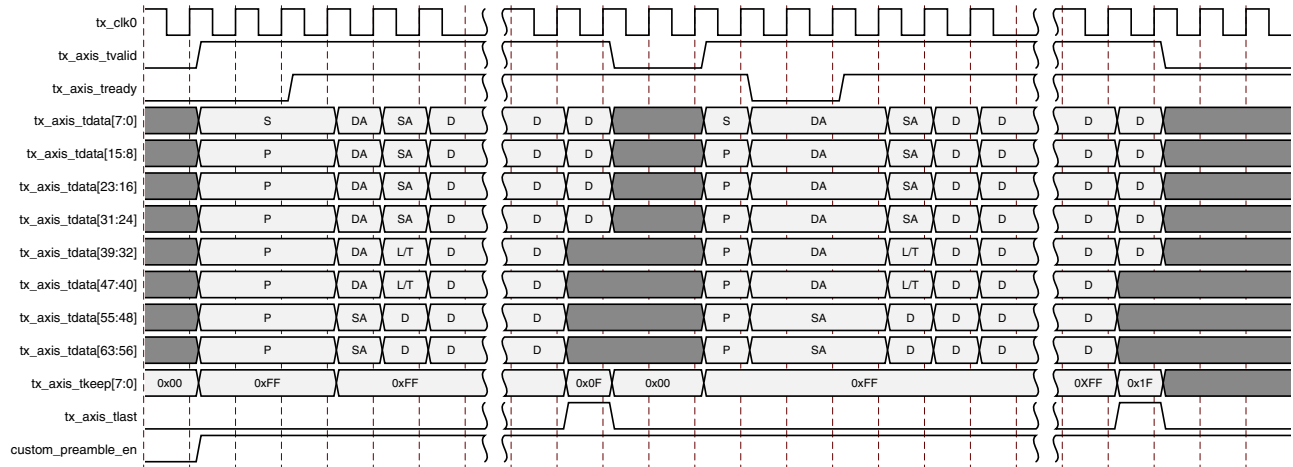 tx_clk0
tx_axis_tvalid
tx_axis_tready
tx_axis_tdata[7:0] S DA SA D D D S DA SA D D D D
tx_axis_tdata[15:8] P DA SA D D D P DA SA D D D D
tx_axis_tdata[23:16] P DA SA D D D P DA SA D D D D
tx_axis_tdata[31:24] P DA SA D D D P DA SA D D D D
tx_axis_tdata[39:32] P DA L/T D D P DA L/T D D D D
tx_axis_tdata[47:40] P DA L/T D D P DA L/T D D D
tx_axis_tdata[55:48] P SA D D D P SA D D D D
tx_axis_tdata[63:56] P SA D D D P SA D D D D
tx_axis_tkeep[7:0] 0x00 0xFF 0xFF 0x0F 0x00 0xFF 0XFF 0x1F
tx_axis_tlast
custom_preamble_en